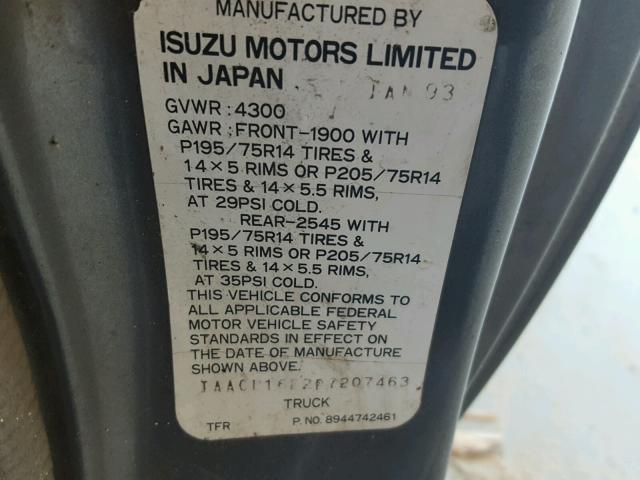 MANUFACTURED BY
ISUZU MOTORS LIMITED
IN JAPAN JAN 93
GVWR : 4300
GAWR : FRONT-1900 WITH
P195/75R14 TIRES &
14×5 RIMS OR P205/75R14
TIRES & 14×5.5 RIMS,
AT 29PSI COLD.
REAR-2545 WITH
P195/75R14 TIRES &
14×5 RIMS OR P205/75R14
TIRES & 14×5.5 RIMS,
AT 35PSI COLD.
THIS VEHICLE CONFORMS TO
ALL APPLICABLE FEDERAL
MOTOR VEHICLE SAFETY
STANDARDS IN EFFECT ON
THE DATE OF MANUFACTURE
SHOWN ABOVE.
TRUCK
TFR P. NO. 8944742461